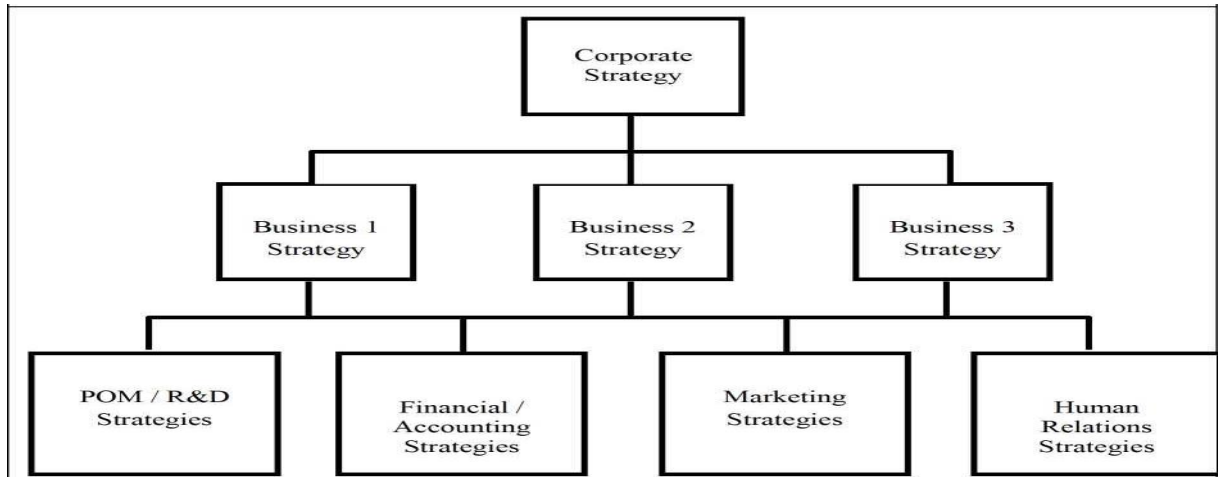 Corporate
Strategy
Business 1
Strategy
Business 2
Strategy
Business 3
Strategy
POM / R&D
Strategies
Financial /
Accounting
Strategies
Marketing
Strategies
Human
Relations
Strategies